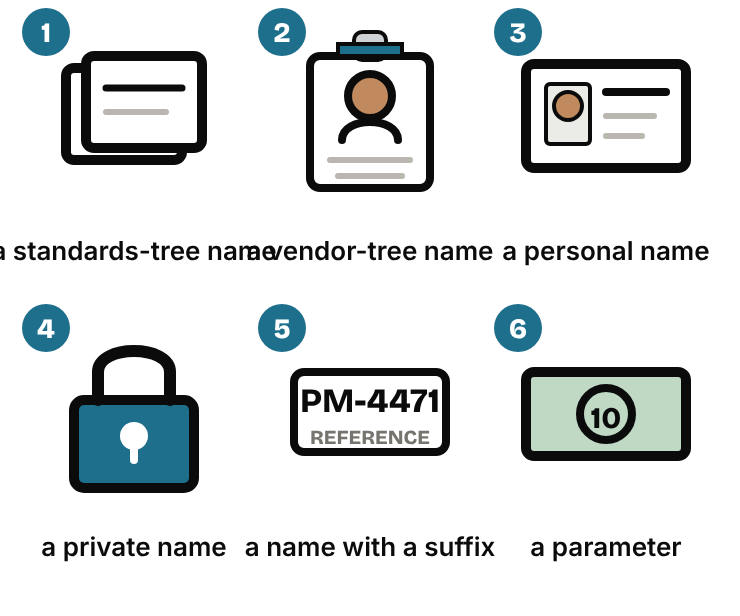 1
2
3
a standards-tree name
a vendor-tree name
a personal name
4
5
6
PM-4471
REFERENCE
10
a private name
a name with a suffix
a parameter